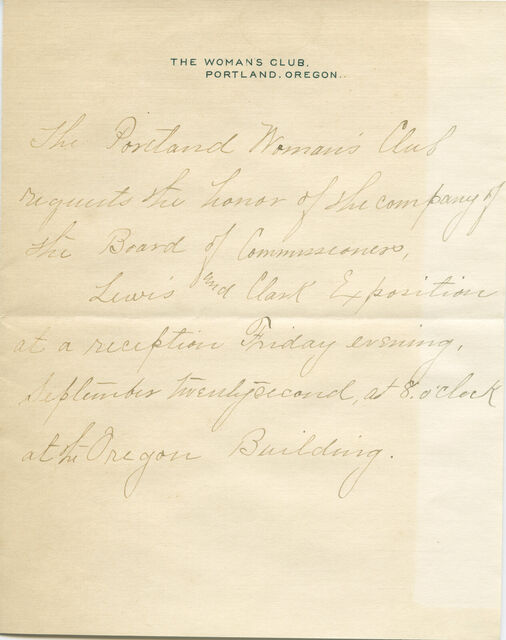 THE WOMANS CLUB.
PORTLAND, OREGON..
The Portland Woman's Club
requests the honor of the company of
the Board of Commissioners,
Lewis and Clark Exposition
at a reception Friday evening,
September twenty second, at 8. o'clock
at the Oregon Building.